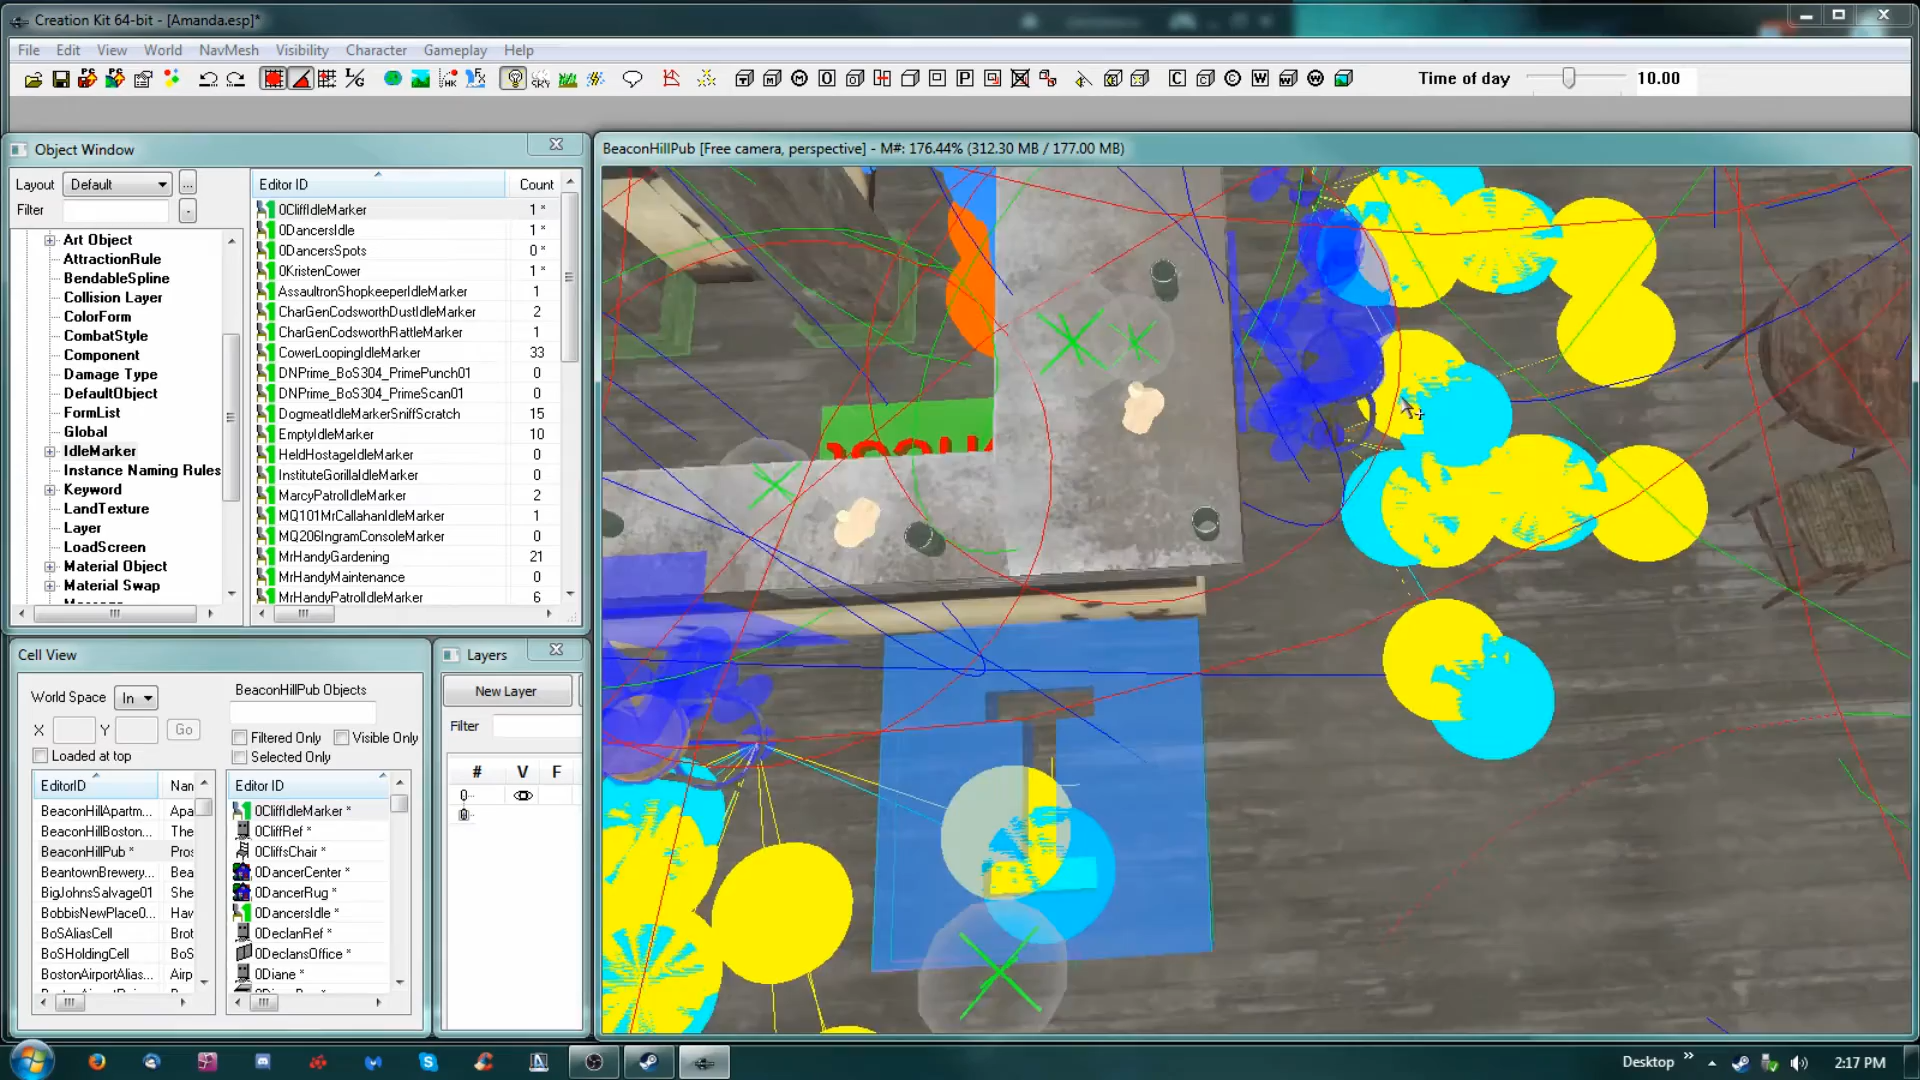 Creation Kit 64-bit - [Amanda.esp]*
File Edit View World NavMesh Visibility Character Gameplay Help
Time of day 10.00
Object Window
BeaconHillPub [Free camera, perspective] - M#: 176.44% (312.30 MB / 177.00 MB)
Layout Default ...
Filter
Art Object
AttractionRule
BendableSpline
Collision Layer
ColorForm
CombatStyle
Component
Damage Type
DefaultObject
FormList
Global
IdleMarker
Instance Naming Rules
Keyword
LandTexture
Layer
LoadScreen
Material Object
Material Swap
Editor ID Count
0CliffIdleMarker 1 *
0DancersIdle 1 *
0DancersSpots 0 *
0KristenCower 1 *
AssaultronShopkeeperIdleMarker 1
CharGenCodsworthDustIdleMarker 2
CharGenCodsworthRattleMarker 1
CowerLoopingIdleMarker 33
DNPrime_BoS304_PrimePunch01 0
DNPrime_BoS304_PrimeScan01 0
DogmeatIdleMarkerSniffScratch 15
EmptyIdleMarker 10
HeldHostageIdleMarker 0
InstituteGorillaIdleMarker 0
MarcyPatrolIdleMarker 2
MQ101MrCallahanIdleMarker 1
MQ206IngramConsoleMarker 0
MrHandyGardening 21
MrHandyMaintenance 0
MrHandyPatrolIdleMarker 6
Cell View
World Space In
X Y Go
Loaded at top
BeaconHillPub Objects
Filtered Only Visible Only
Selected Only
EditorID Nan
BeaconHillApartm... Apa
BeaconHillBoston... The
BeaconHillPub * Pros
BeantownBrewery... Bea
BigJohnsSalvage01 She
BobbisNewPlace0... Haw
BoSAliasCell Brot
BoSHoldingCell BoS
BostonAirportAlias... Airp
Editor ID
0CliffIdleMarker *
0CliffRef *
0CliffsChair *
0DancerCenter *
0DancerRug *
0DancersIdle *
0DeclanRef *
0DeclansOffice *
0Diane *
Layers
New Layer
Filter
# V F
Desktop
2:17 PM